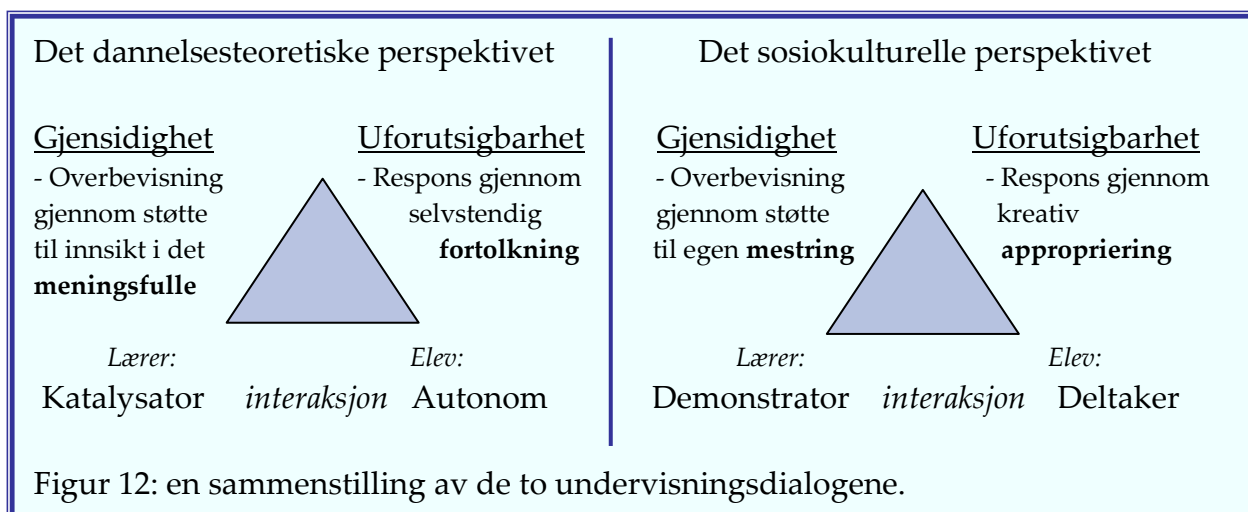 Det dannelsesteoretiske perspektivet
Gjensidighet
- Overbevisning
gjennom støtte
til innsikt i det
meningsfulle
Uforutsigbarhet
- Respons gjennom
selvstendig
fortolkning
Lærer:
Elev:
Katalysator interaksjon Autonom
Det sosiokulturelle perspektivet
Gjensidighet
- Overbevisning
gjennom støtte
til egen mestring
Uforutsigbarhet
- Respons gjennom
kreativ
appropriering
Lærer:
Elev:
Demonstrator interaksjon Deltaker
Figur 12: en sammenstilling av de to undervisningsdialogene.